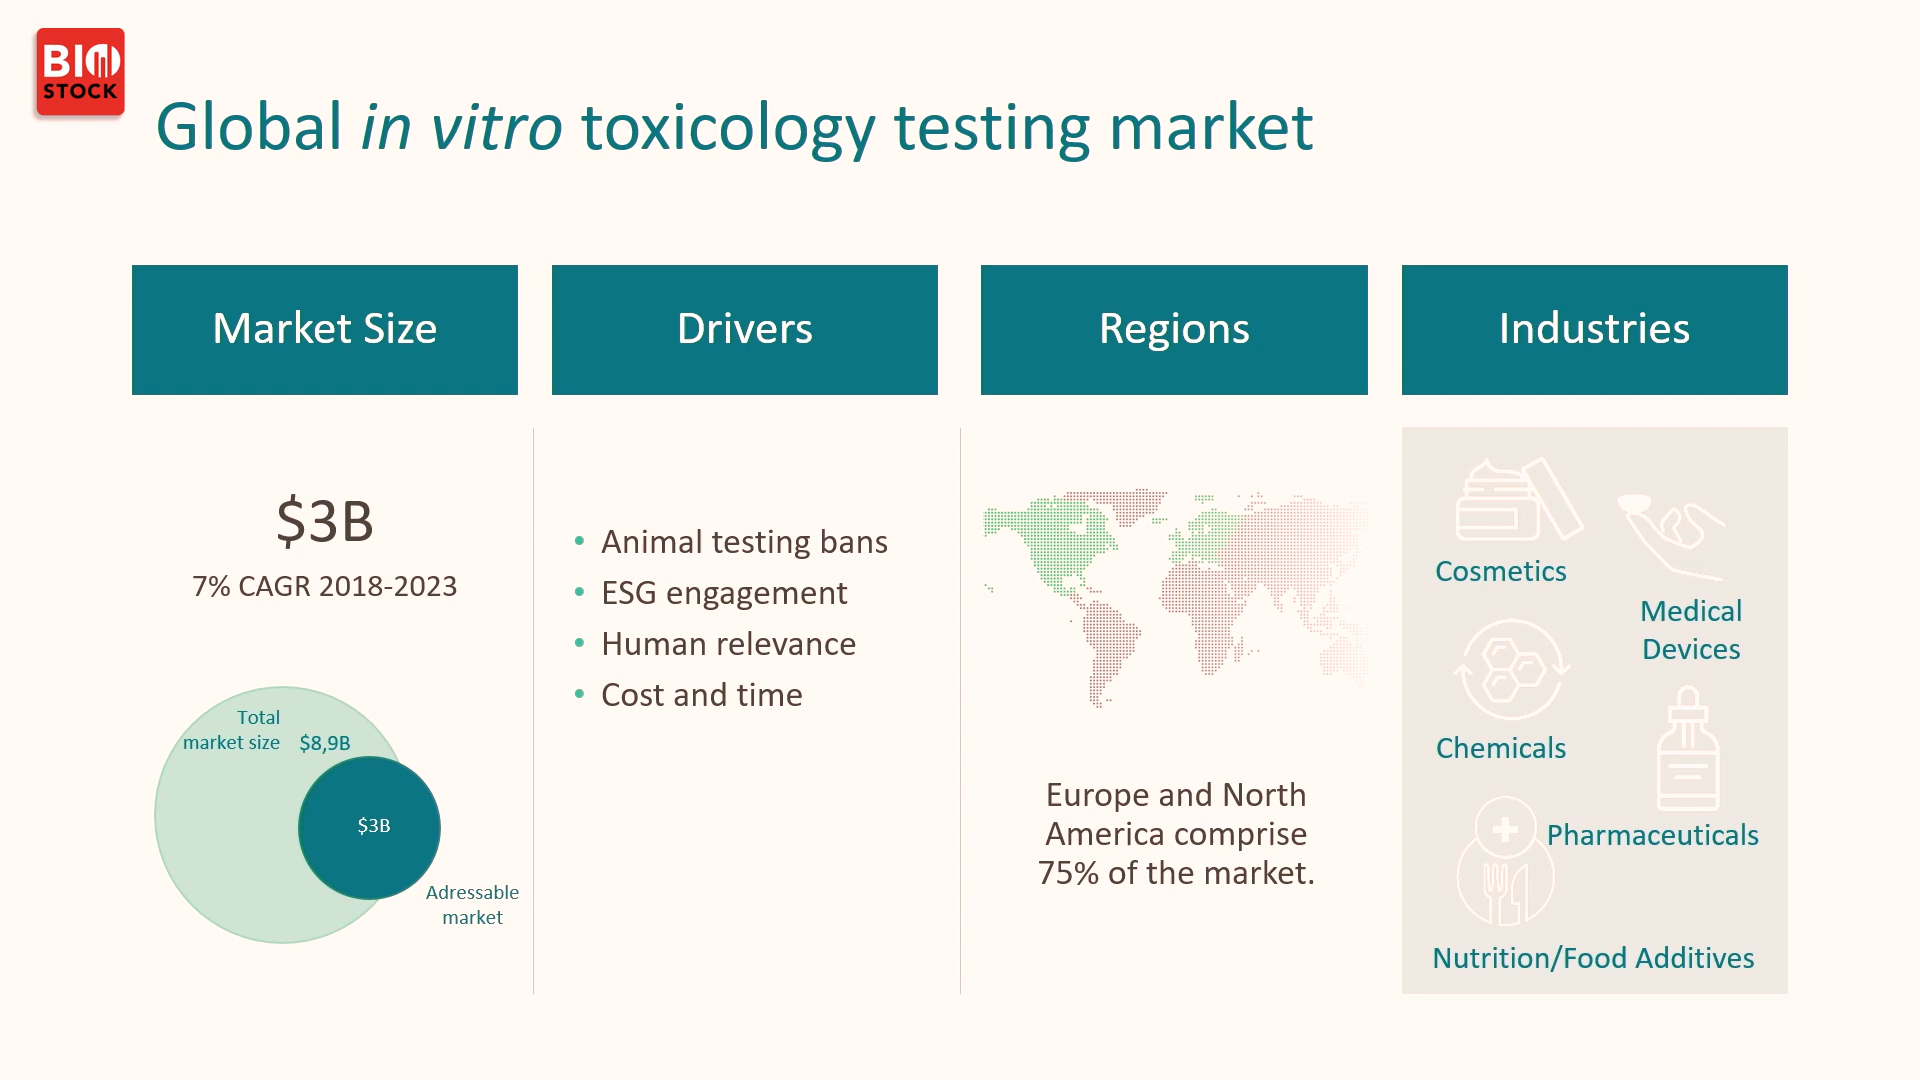 BIO
STOCK
Global in vitro toxicology testing market
Market Size
Drivers
Regions
Industries
$3B
7% CAGR 2018-2023
Total
market size
$8,9B
$3B
Adressable
market
• Animal testing bans
• ESG engagement
• Human relevance
• Cost and time
Europe and North
America comprise
75% of the market.
Cosmetics
Medical
Devices
Chemicals
Pharmaceuticals
Nutrition/Food Additives